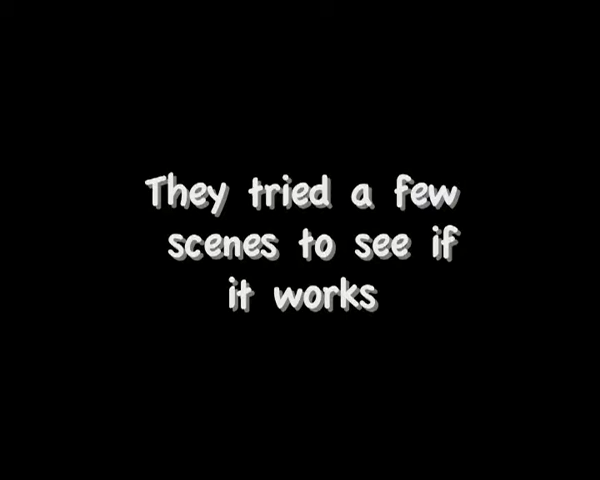 They tried a few
scenes to see if
it works